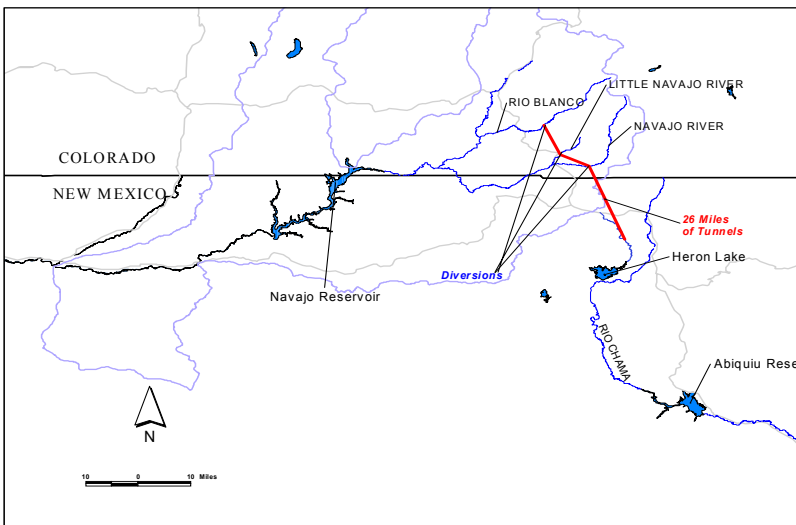 LITTLE NAVAJO RIVER
RIO BLANCO
NAVAJO RIVER
COLORADO
NEW MEXICO
26 Miles
of Tunnels
Diversions
Heron Lake
Navajo Reservoir
RIO CHAMA
Abiquiu Rese
N
10 0 10 Miles